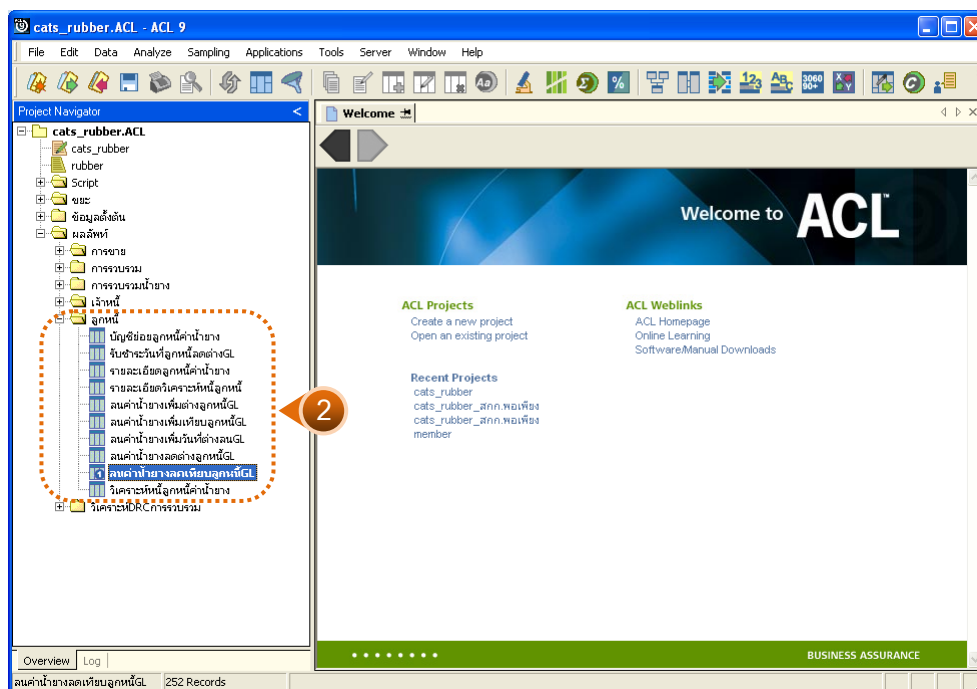 cats_rubber.ACL - ACL 9
File Edit Data Analyze Sampling Applications Tools Server Window Help
Project Navigator <
Welcome
cats_rubber.ACL
cats_rubber
rubber
Script
ขยะ
ข้อมูลตั้งต้น
ผลลัพท์
การขาย
การรวบรวม
การรวบรวมน้ำยาง
เจ้าหนี้
ลูกหนี้
บัญชีย่อยลูกหนี้ค่าน้ำยาง
รับชำระวันที่ลูกหนี้ลดต่างGL
รายละเอียดลูกหนี้ค่าน้ำยาง
รายละเอียดวิเคราะห์หนี้ลูกหนี้
ลนค่าน้ำยางเพิ่มต่างลูกหนี้GL
ลนค่าน้ำยางเพิ่มเทียบลูกหนี้GL
ลนค่าน้ำยางเพิ่มวันที่ต่างลนGL
ลนค่าน้ำยางลดต่างลูกหนี้GL
ลนค่าน้ำยางลดเทียบลูกหนี้GL
วิเคราะห์หนี้ลูกหนี้ค่าน้ำยาง
วิเคราะห์DRCการรวบรวม
2
Welcome to ACL™
ACL Projects
Create a new project
Open an existing project
Recent Projects
cats_rubber
cats_rubber_สกก.พอเพียง
cats_rubber_สกก.พอเพียง
member
ACL Weblinks
ACL Homepage
Online Learning
Software/Manual Downloads
BUSINESS ASSURANCE
Overview Log
ลนค่าน้ำยางลดเทียบลูกหนี้GL 252 Records